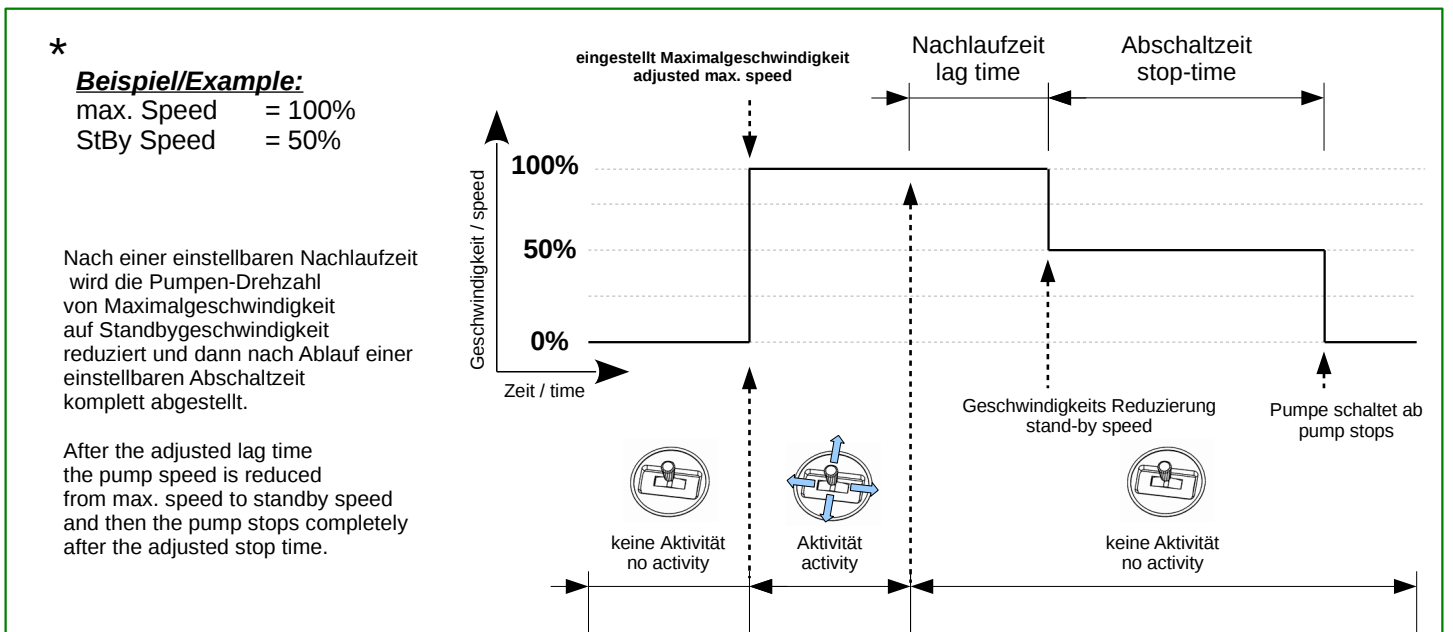 *
Beispiel/Example:
max. Speed = 100%
StBy Speed = 50%
Nach einer einstellbaren Nachlaufzeit
wird die Pumpen-Drehzahl
von Maximalgeschwindigkeit
auf Standbygeschwindigkeit
reduziert und dann nach Ablauf einer
einstellbaren Abschaltzeit
komplett abgestellt.
After the adjusted lag time
the pump speed is reduced
from max. speed to standby speed
and then the pump stops completely
after the adjusted stop time.
eingestellt Maximalgeschwindigkeit
adjusted max. speed
Nachlaufzeit
lag time
Abschaltzeit
stop-time
Geschwindigkeit / speed
100%
50%
0%
Zeit / time
Geschwindigkeits Reduzierung
stand-by speed
Pumpe schaltet ab
pump stops
keine Aktivität
no activity
Aktivität
activity
keine Aktivität
no activity